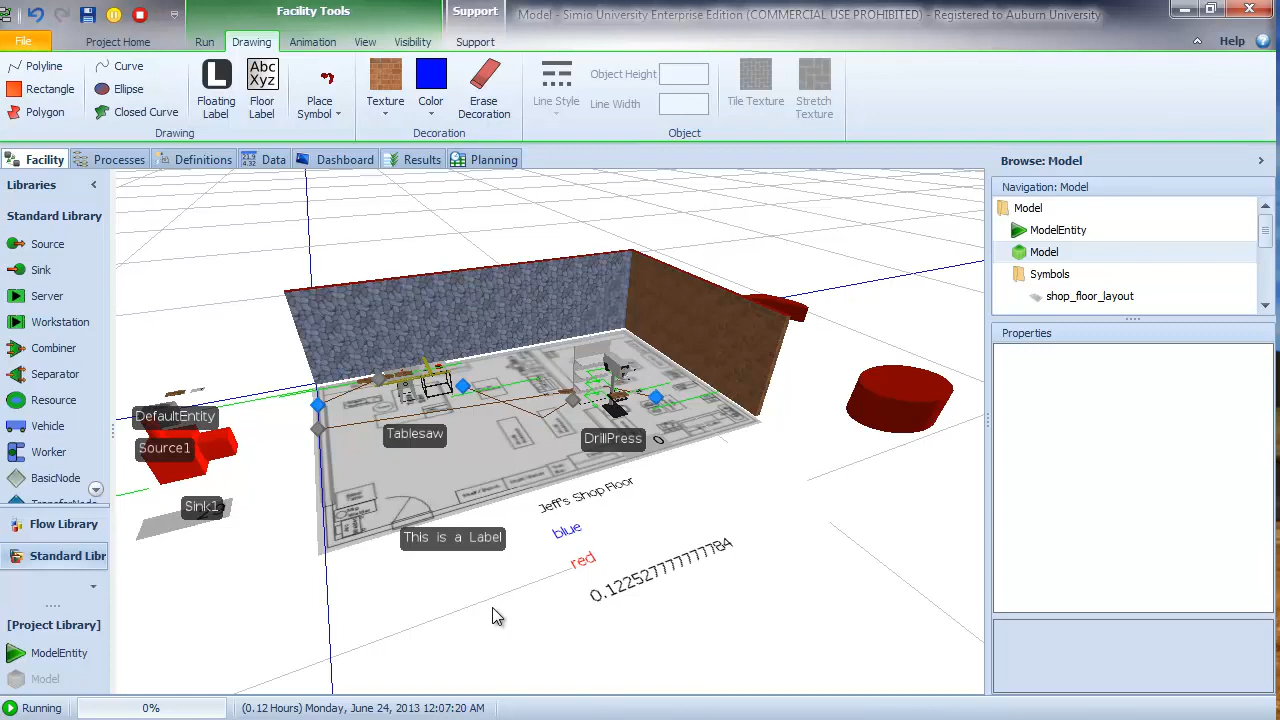 Facility Tools
Support
Model - Simio University Enterprise Edition (COMMERCIAL USE PROHIBITED) - Registered to Auburn University
File
Project Home
Run
Drawing
Animation
View
Visibility
Support
Help
Polyline
Rectangle
Polygon
Curve
Ellipse
Closed Curve
Drawing
L
Floating Label
Abc Xyz
Floor Label
Place Symbol
Texture
Color
Erase Decoration
Decoration
Line Style
Object Height
Line Width
Tile Texture
Stretch Texture
Object
Facility
Processes
Definitions
Data
Dashboard
Results
Planning
Libraries
Standard Library
Source
Sink
Server
Workstation
Combiner
Separator
Resource
Vehicle
Worker
BasicNode
TransferNode
Flow Library
Standard Libr
[Project Library]
ModelEntity
Model
DefaultEntity
Source1
Sink1
Tablesaw
DrillPress
0
Jeff's Shop Floor
This is a Label
blue
red
0.122527777777784
Browse: Model
Navigation: Model
Model
ModelEntity
Model
Symbols
shop_floor_layout
Properties
Running
0%
(0.12 Hours) Monday, June 24, 2013 12:07:20 AM